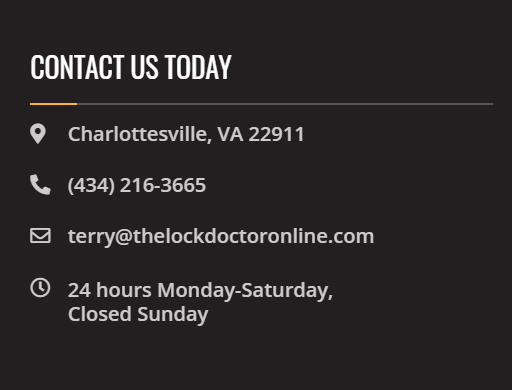 CONTACT US TODAY
Charlottesville, VA 22911
(434) 216-3665
terry@thelockdoctoronline.com
24 hours Monday-Saturday,
Closed Sunday